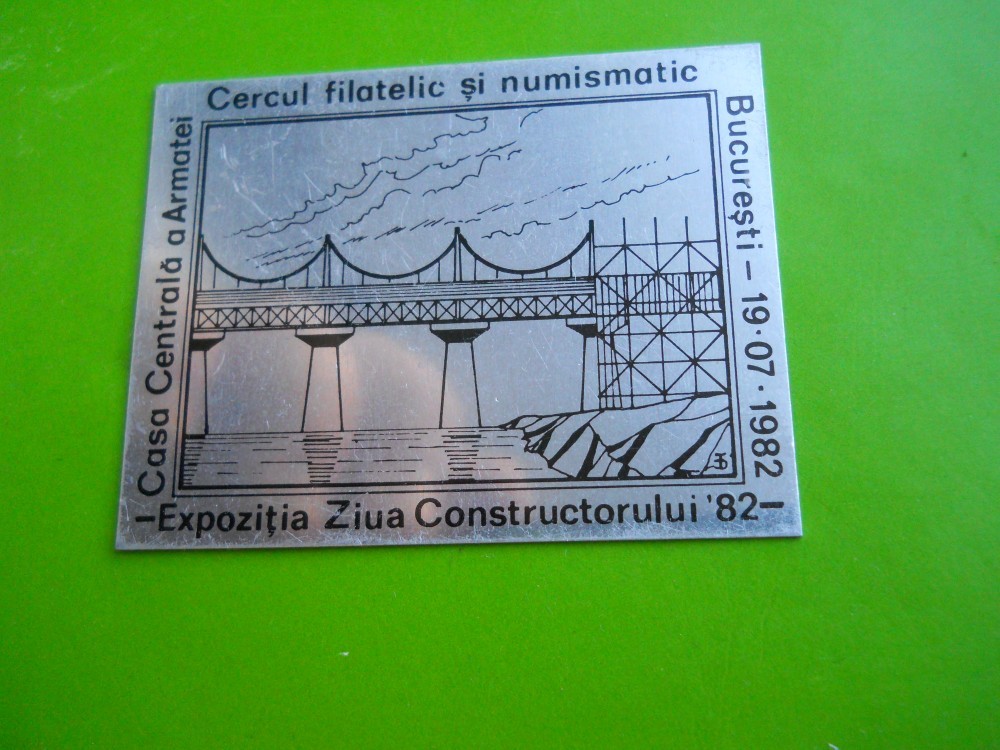 Casa Centrală a Armatei
Cercul filatelic și numismatic
București – 19·07·1982
–Expoziția Ziua Constructorului '82–